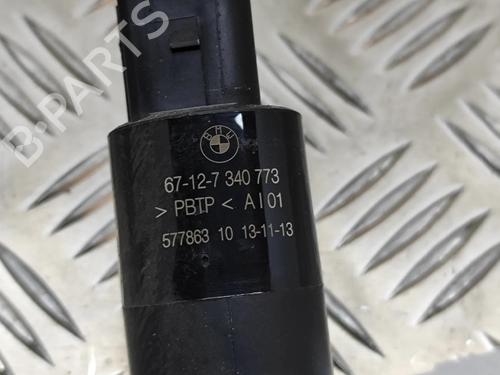 B-PARTS
BMW
67-12-7 340 773
> PBTP < A I 01
577863 10 13-11-13